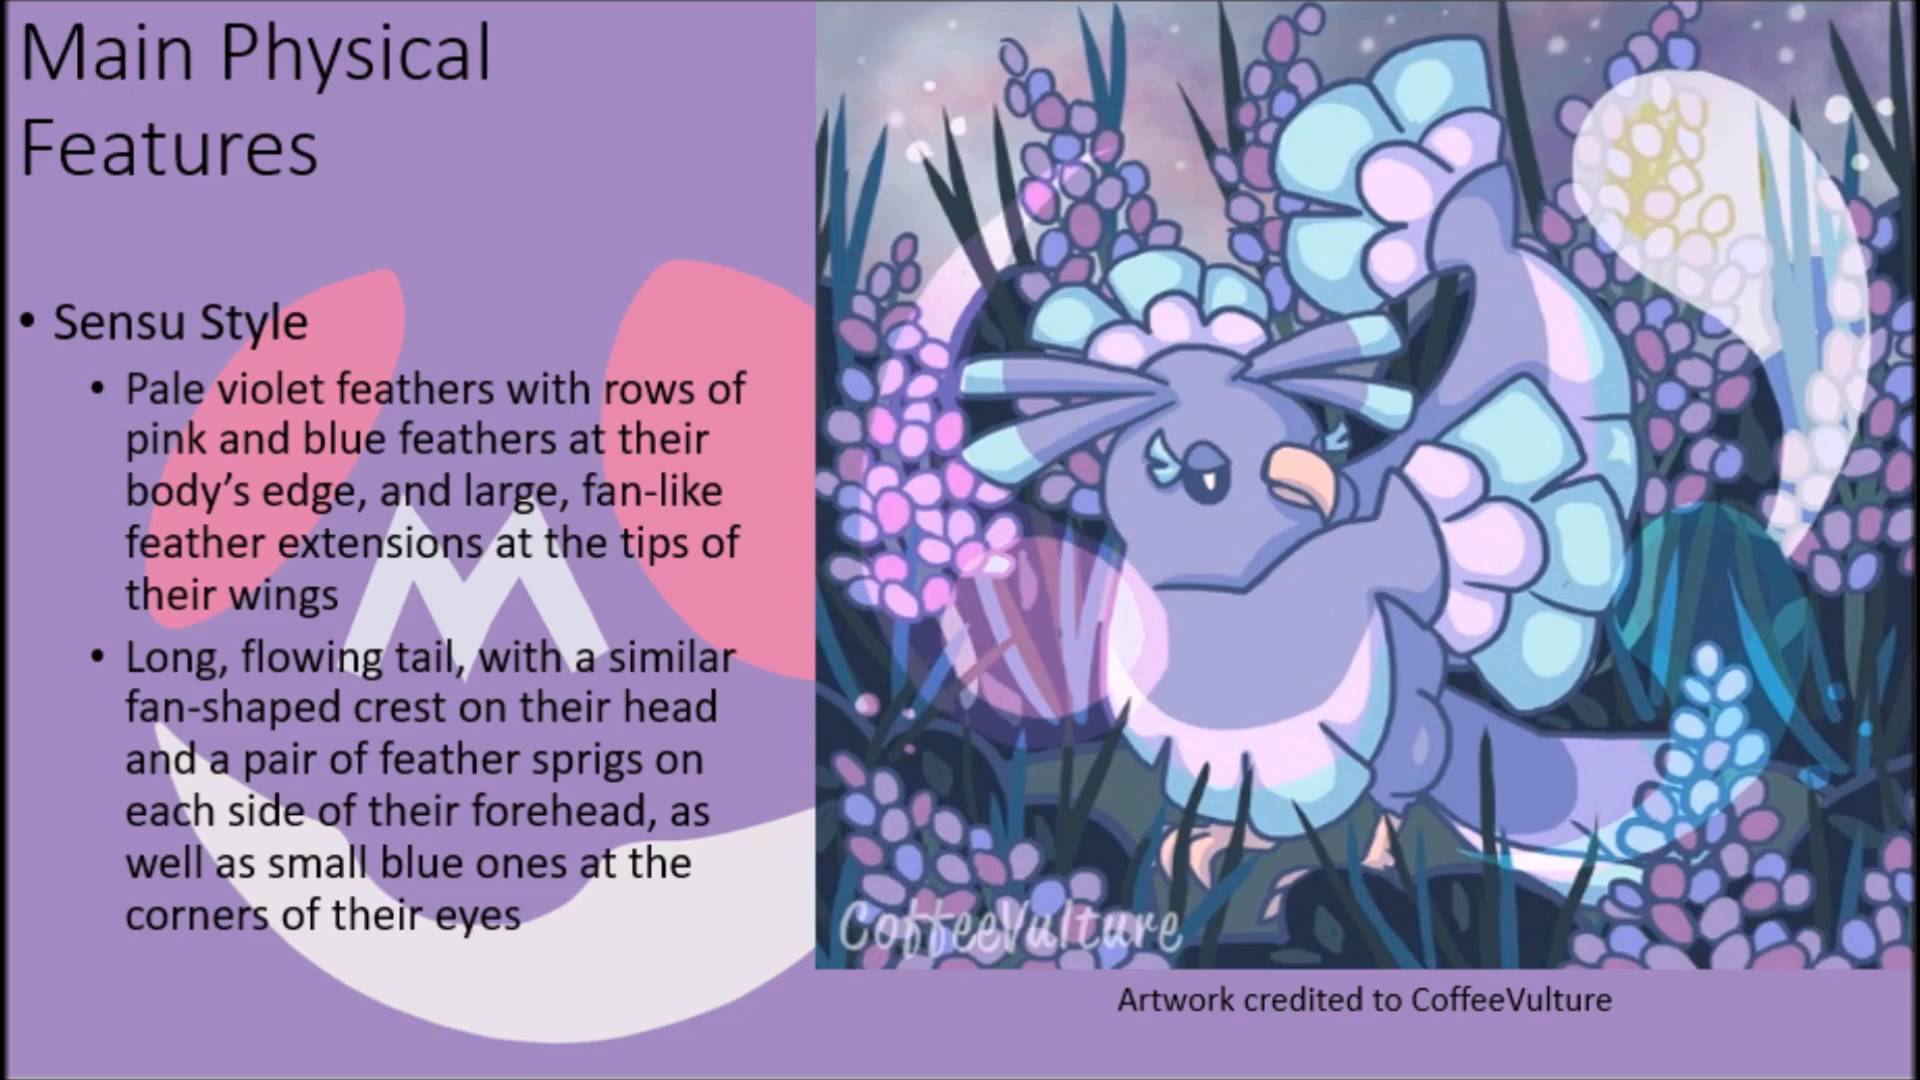 Main Physical
Features
• Sensu Style
• Pale violet feathers with rows of
pink and blue feathers at their
body's edge, and large, fan-like
feather extensions at the tips of
their wings
• Long, flowing tail, with a similar
fan-shaped crest on their head
and a pair of feather sprigs on
each side of their forehead, as
well as small blue ones at the
corners of their eyes
M
CoffeeVulture
Artwork credited to CoffeeVulture